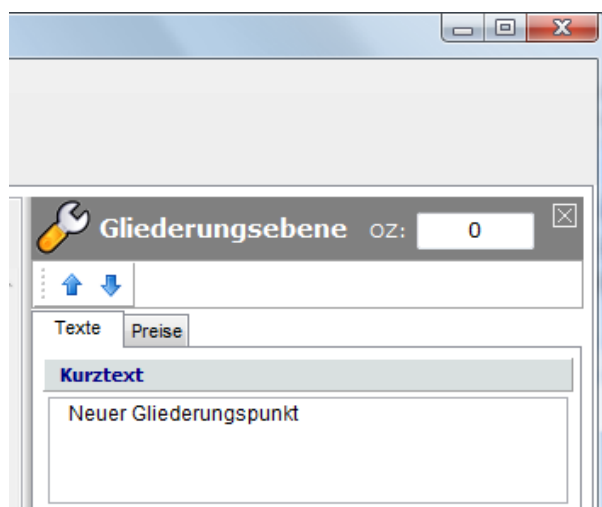 Gliederungsebene OZ: 0
Texte Preise
Kurztext
Neuer Gliederungspunkt